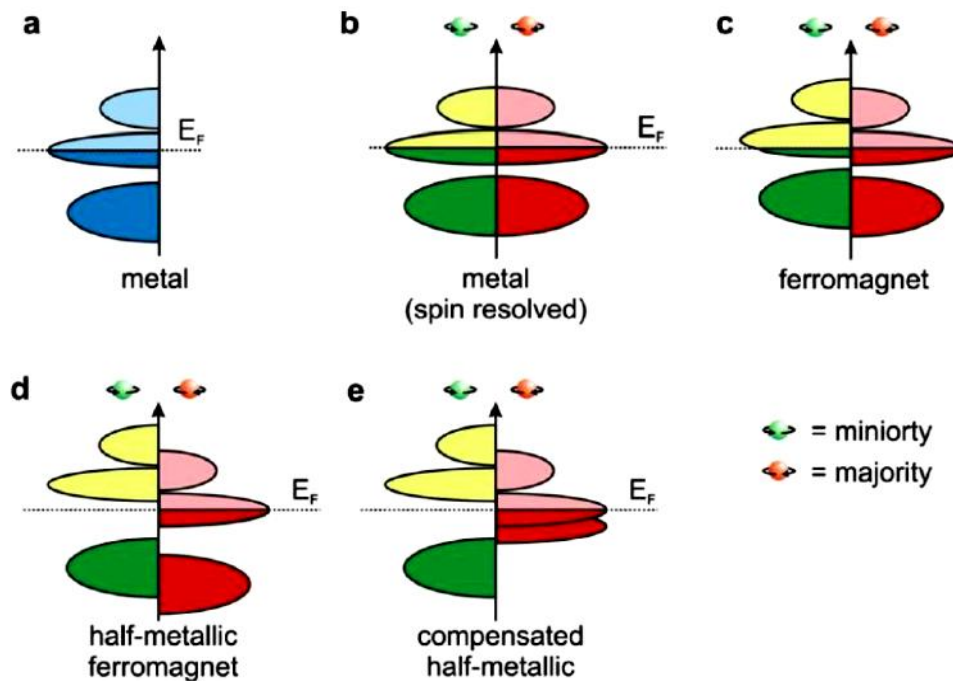 a
b
c
E_F
E_F
metal
metal
(spin resolved)
ferromagnet
d
e
E_F
E_F
= miniorty
= majority
half-metallic
ferromagnet
compensated
half-metallic